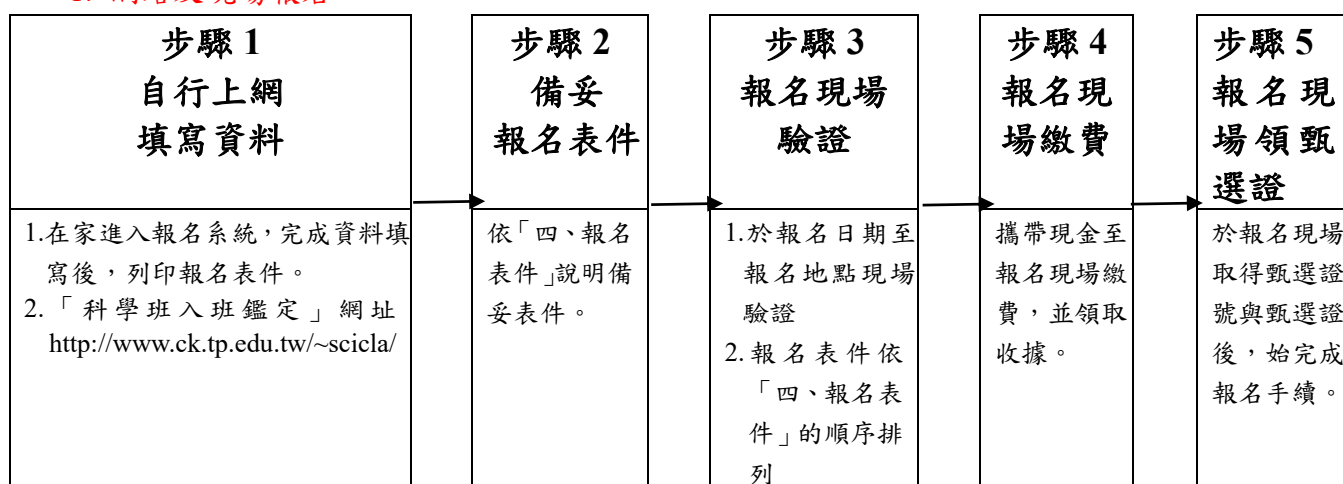 步驟 1
自行上網
填寫資料
1.在家進入報名系統，完成資料填
寫後，列印報名表件。
2.「科學班入班鑑定」網址
http://www.ck.tp.edu.tw/~scicla/
步驟 2
備妥
報名表件
依「四、報名
表件」說明備
妥表件。
步驟 3
報名現場
驗證
1.於報名日期至
報名地點現場
驗證
2.報名表件依
「四、報名表
件」的順序排
列
步驟 4
報名現
場繳費
攜帶現金至
報名現場繳
費，並領取
收據。
步驟 5
報名現
場領甄
選證
於報名現場
取得甄選證
號與甄選證
後，始完成
報名手續。